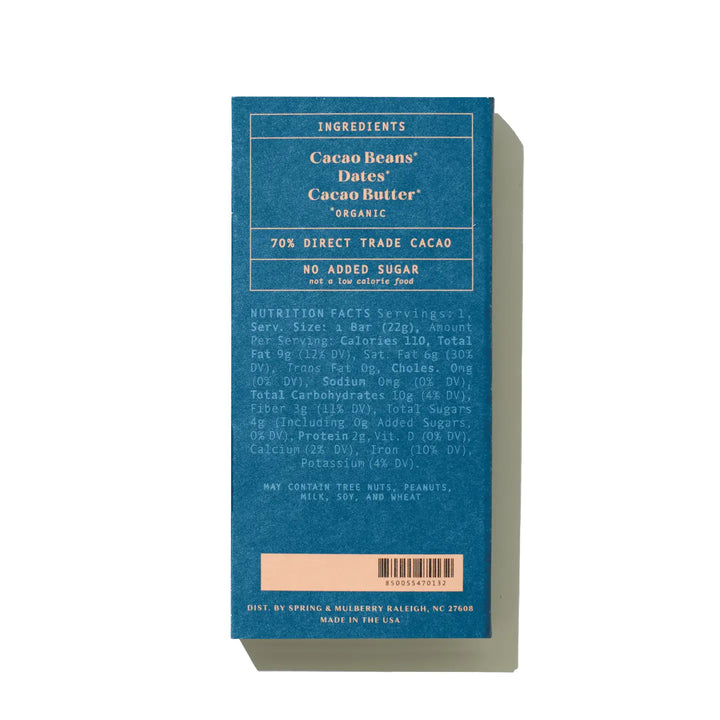 INGREDIENTS
Cacao Beans*
Dates*
Cacao Butter*
*ORGANIC
70% DIRECT TRADE CACAO
NO ADDED SUGAR
not a low calorie food
NUTRITION FACTS Servings: 1,
Serv. Size: 1 Bar (22g), Amount
Per Serving: Calories 110, Total
Fat 9g (12% DV), Sat. Fat 6g (30%
DV), Trans Fat 0g, Choles. 0mg
(0% DV), Sodium 0mg (0% DV),
Total Carbohydrates 10g (4% DV),
Fiber 3g (11% DV), Total Sugars
4g (Including 0g Added Sugars,
0% DV), Protein 2g, Vit. D (0% DV),
Calcium (2% DV), Iron (10% DV),
Potassium (4% DV).
MAY CONTAIN TREE NUTS, PEANUTS,
MILK, SOY, AND WHEAT
850055470132
DIST. BY SPRING & MULBERRY RALEIGH, NC 27608
MADE IN THE USA